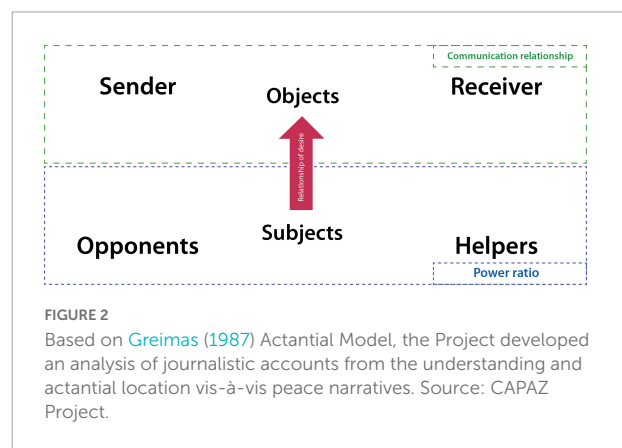 Communication relationship
Sender
Objects
Receiver
Relationship of desire
Opponents
Subjects
Helpers
Power ratio
FIGURE 2
Based on Greimas (1987) Actantial Model, the Project developed
an analysis of journalistic accounts from the understanding and
actantial location vis-à-vis peace narratives. Source: CAPAZ
Project.